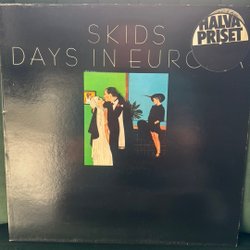 SKIDS
DAYS IN EURO
HALVA
PRISET